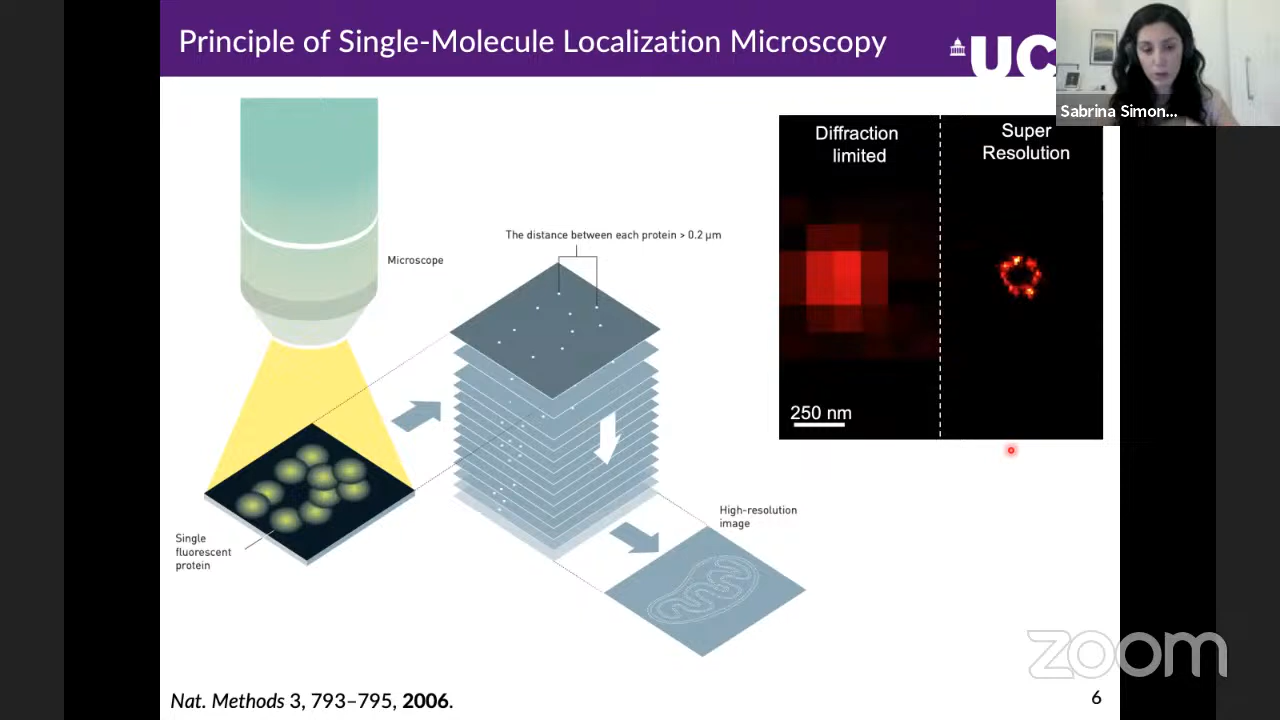 Principle of Single-Molecule Localization Microscopy
UC
Sabrina Simon...
Diffraction
limited
Super
Resolution
250 nm
The distance between each protein > 0.2 µm
Microscope
Single
fluorescent
protein
High-resolution
image
zoom
Nat. Methods 3, 793–795, 2006.
6